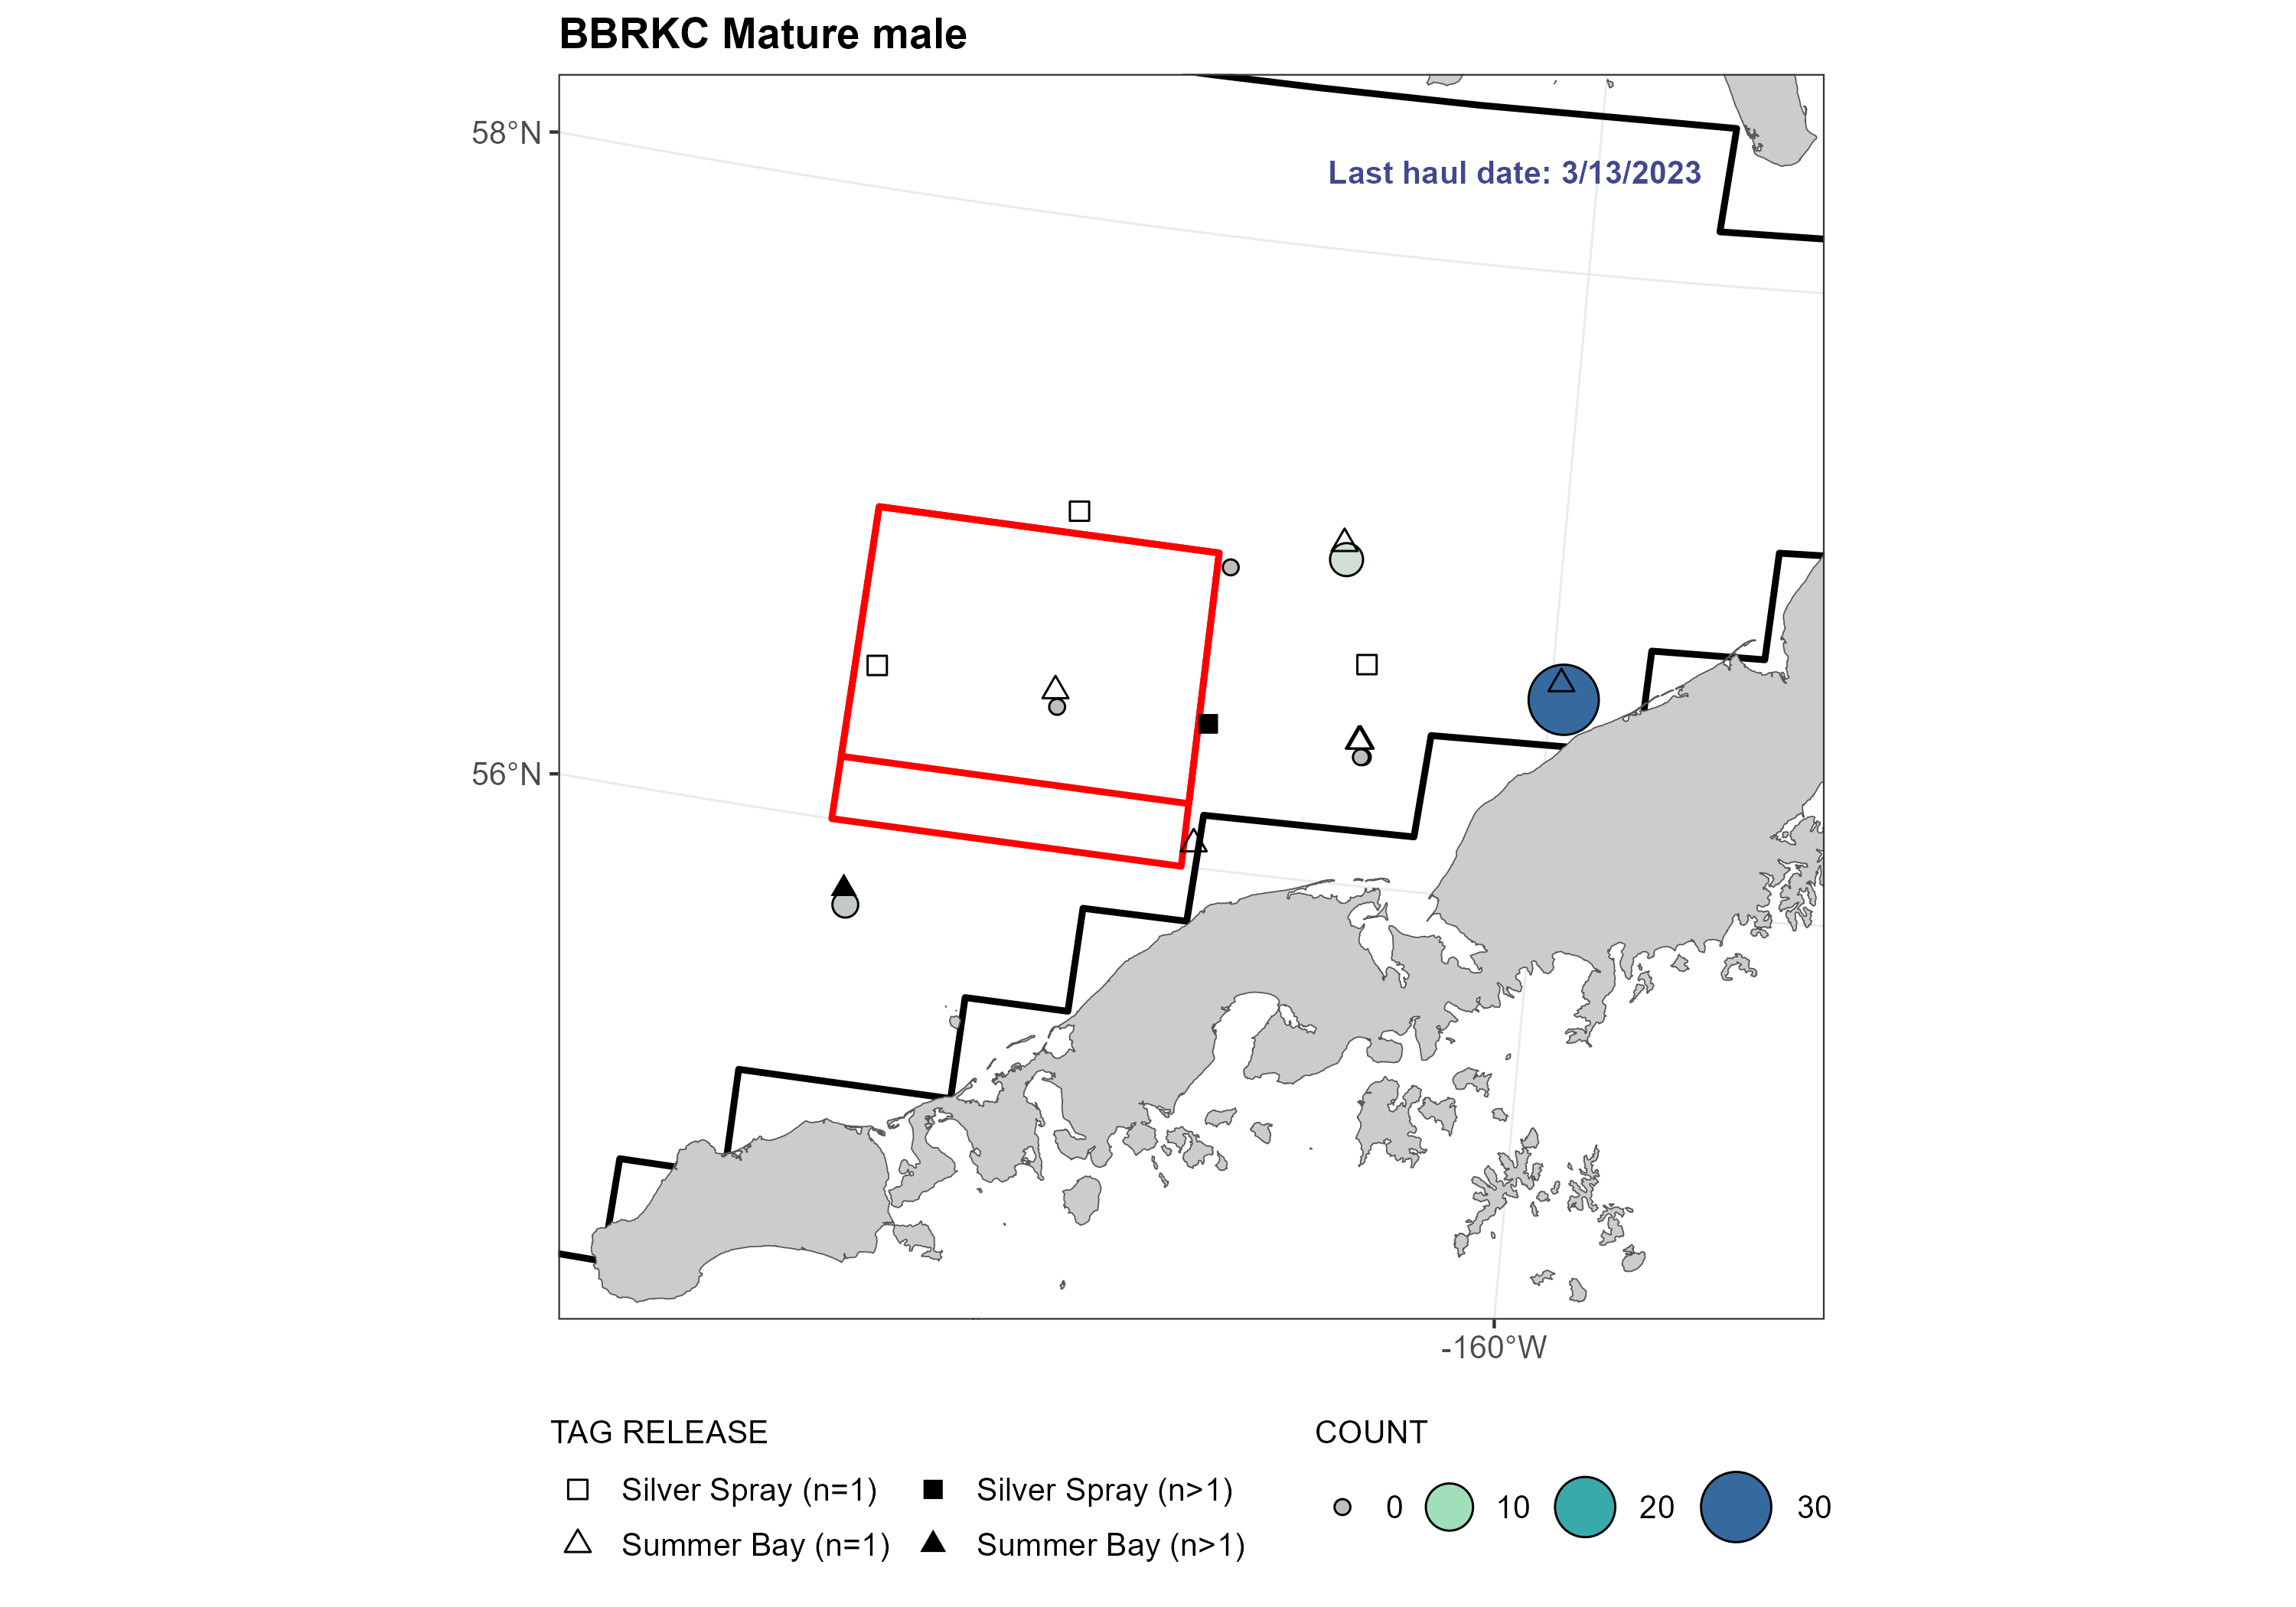 BBRKC Mature male
58°N
Last haul date: 3/13/2023
56°N
-160°W
TAG RELEASE
Silver Spray (n=1)
Silver Spray (n>1)
Summer Bay (n=1)
Summer Bay (n>1)
COUNT
0 10 20 30